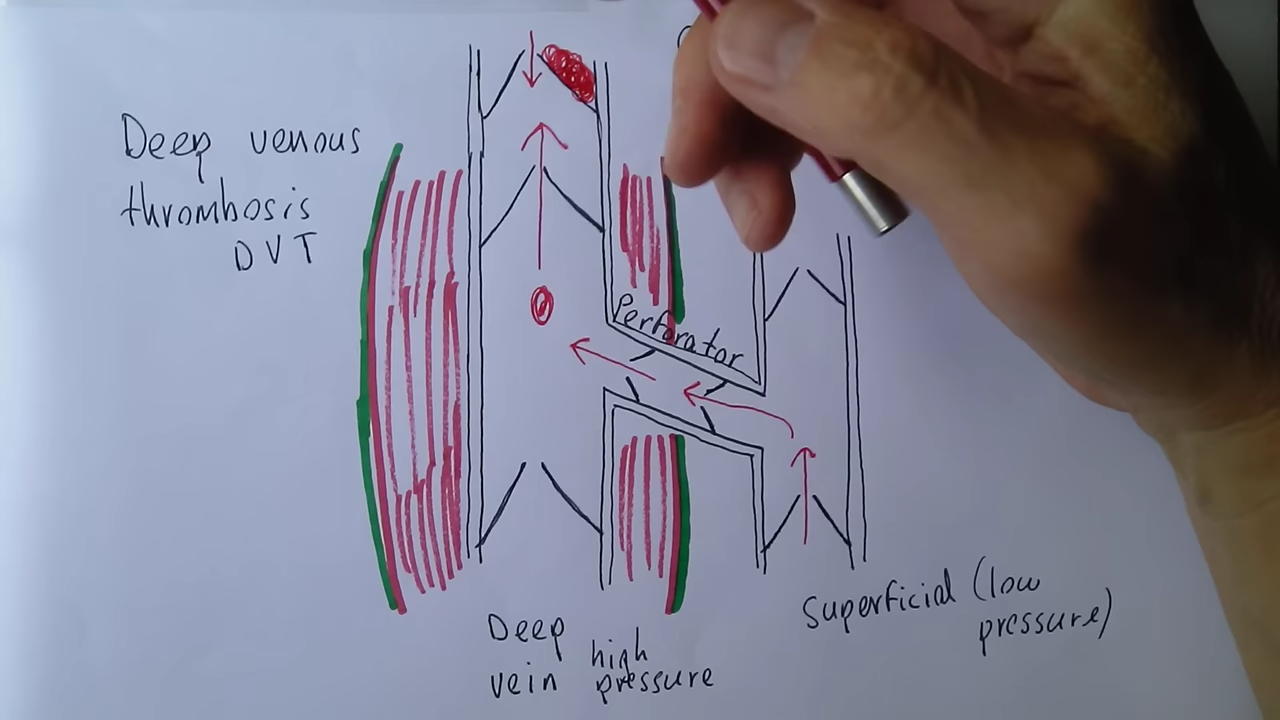 Deep venous
thrombosis
DVT
Perforator
Deep
vein high
pressure
Superficial (low
pressure)